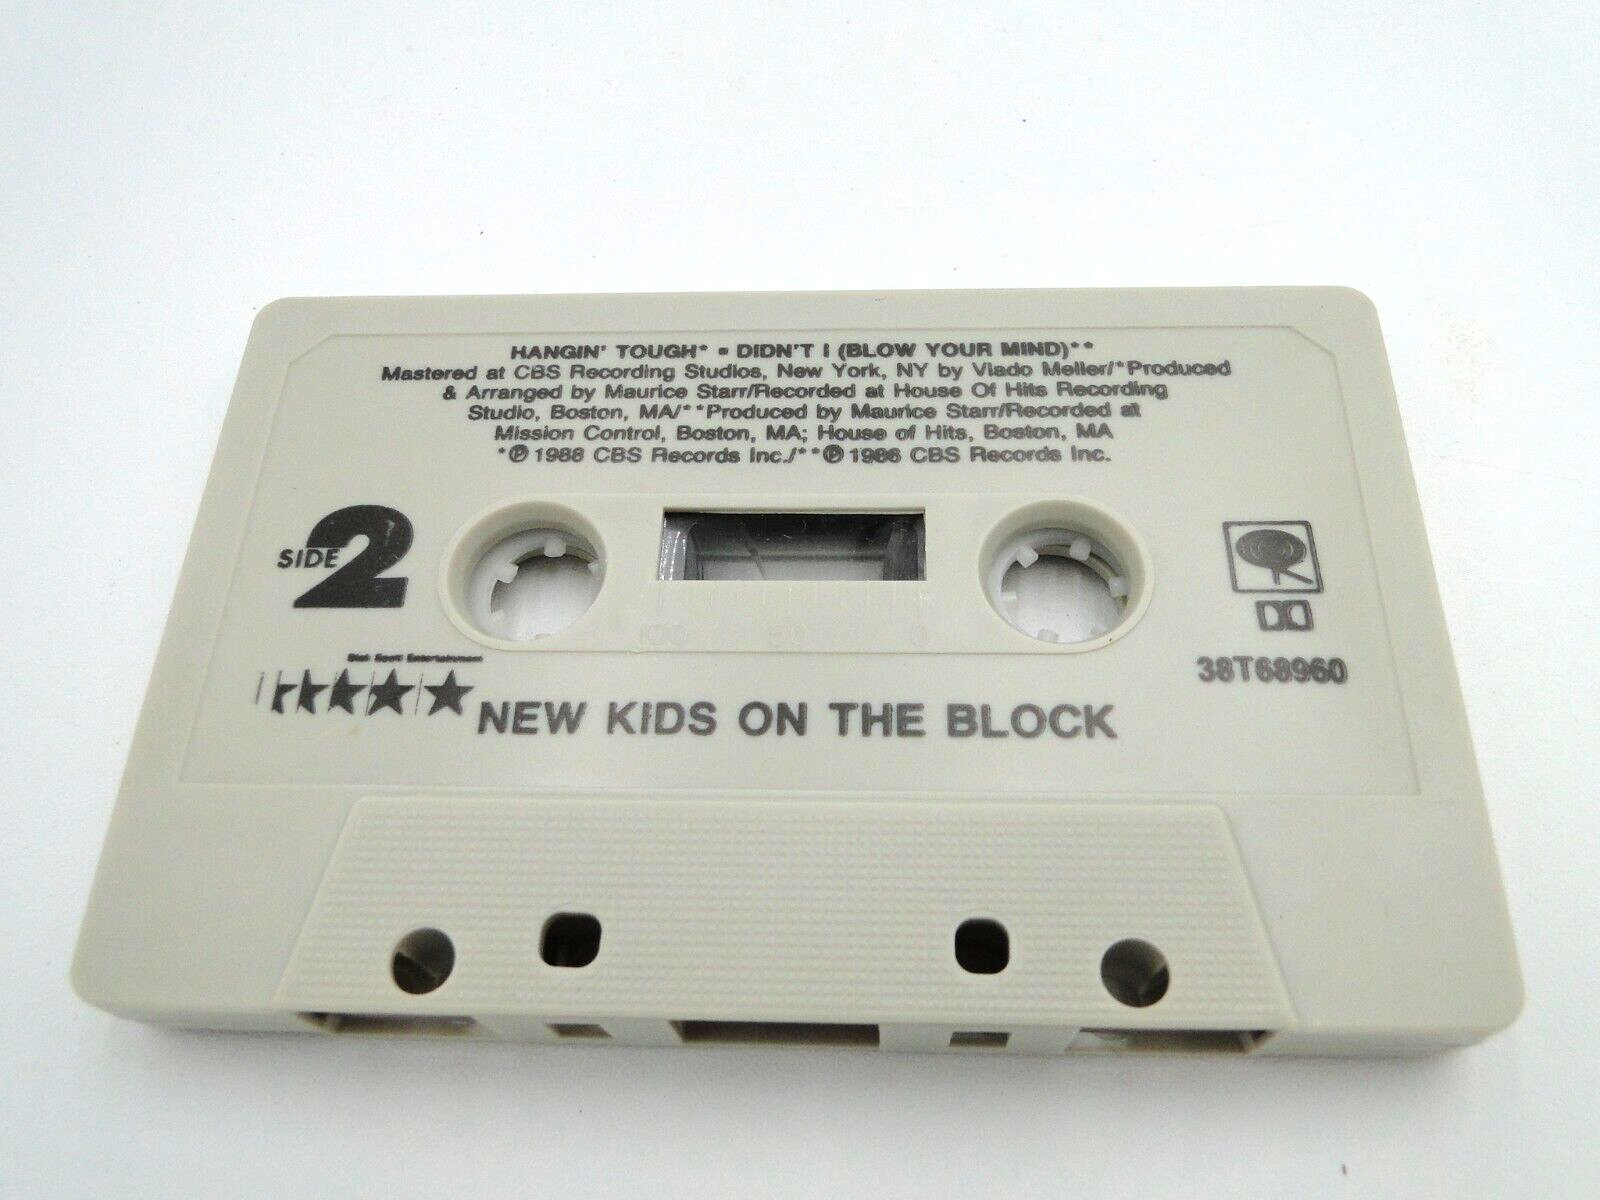 HANGIN' TOUGH* • DIDN'T I (BLOW YOUR MIND)**
Mastered at CBS Recording Studios, New York, NY by Vlado Meller/*Produced
& Arranged by Maurice Starr/Recorded at House Of Hits Recording
Studio, Boston, MA/**Produced by Maurice Starr/Recorded at
Mission Control, Boston, MA; House of Hits, Boston, MA
*℗ 1988 CBS Records Inc./**℗ 1986 CBS Records Inc.
SIDE 2
100 50 0
38T68960
Entertainment
NEW KIDS ON THE BLOCK